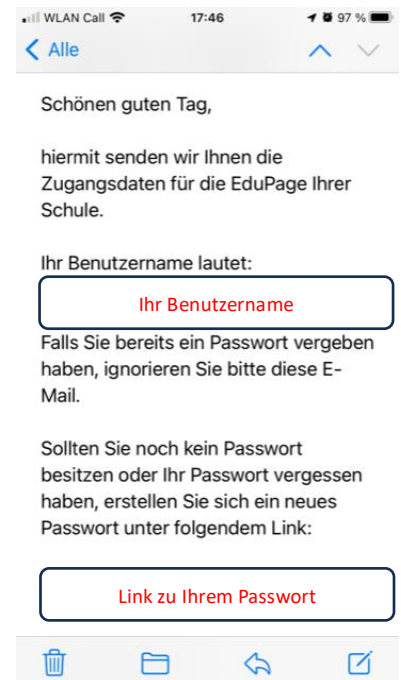 WLAN Call 17:46 97 %
Alle
Schönen guten Tag,
hiermit senden wir Ihnen die
Zugangsdaten für die EduPage Ihrer
Schule.
Ihr Benutzername lautet:
Ihr Benutzername
Falls Sie bereits ein Passwort vergeben
haben, ignorieren Sie bitte diese E-
Mail.
Sollten Sie noch kein Passwort
besitzen oder Ihr Passwort vergessen
haben, erstellen Sie sich ein neues
Passwort unter folgendem Link:
Link zu Ihrem Passwort